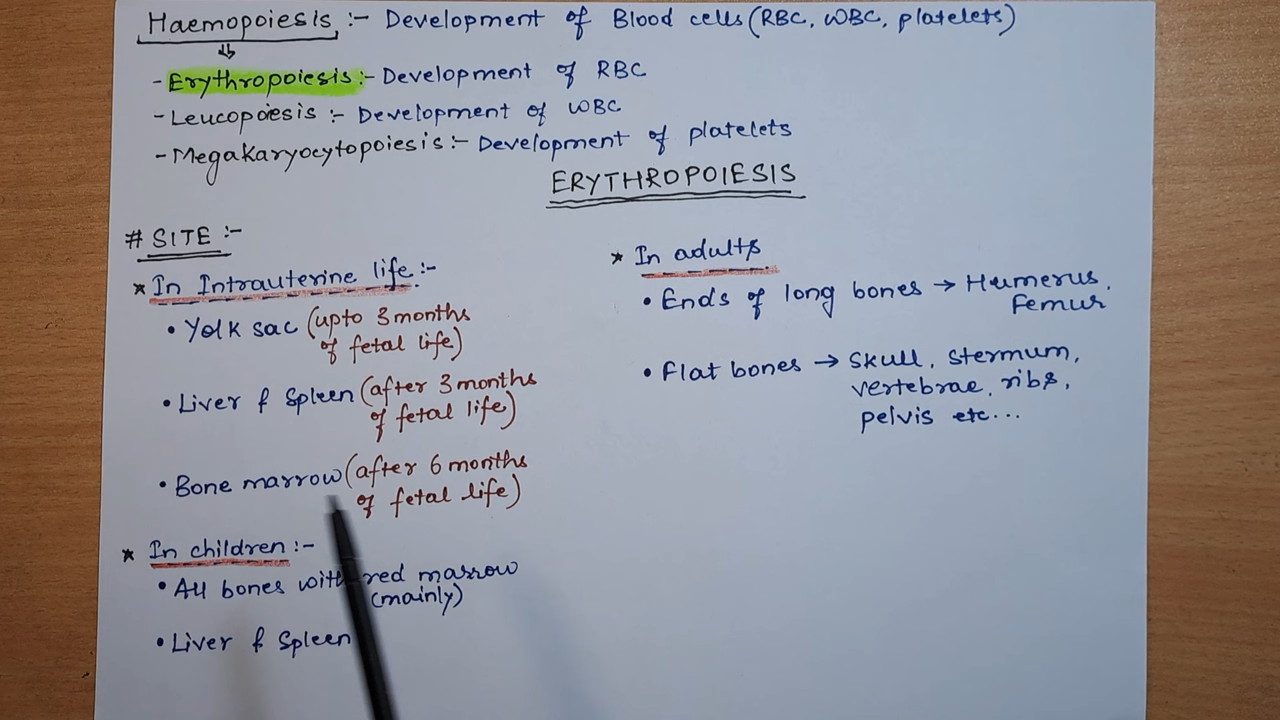 Haemopoiesis :- Development of Blood cells (RBC, WBC, platelets)
- Erythropoiesis :- Development of RBC
- Leucopoiesis :- Development of WBC
- Megakaryocytopoiesis :- Development of platelets
ERYTHROPOIESIS
# SITE :-
* In Intrauterine life :-
• Yolk sac (upto 3 months
of fetal life)
• Liver & Spleen (after 3 months
of fetal life)
• Bone marrow (after 6 months
of fetal life)
* In children :-
• All bones with red marrow
(mainly)
• Liver & Spleen
* In adults
• Ends of long bones → Humerus,
Femur
• Flat bones → Skull, Sternum,
vertebrae, ribs,
pelvis etc...